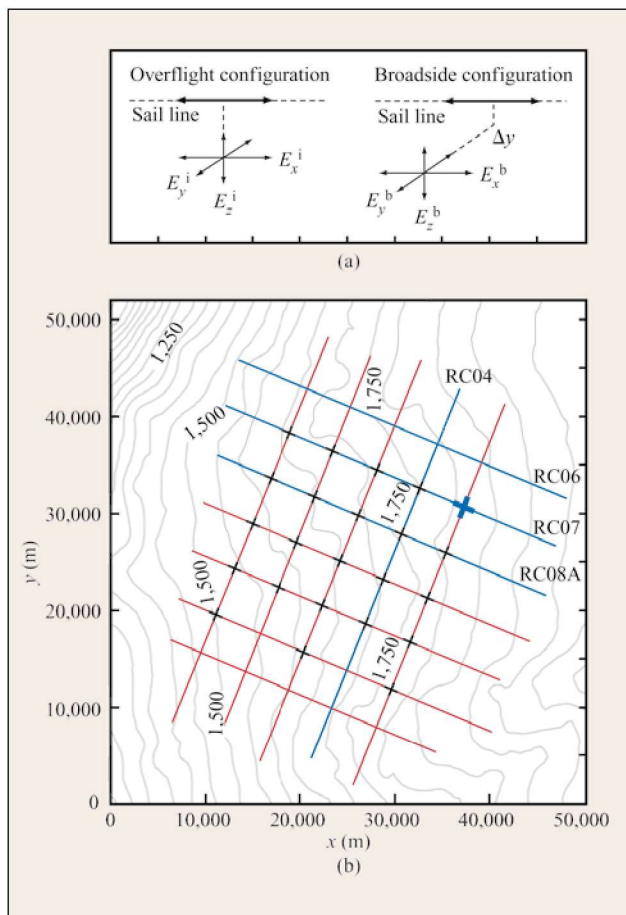 Overflight configuration
Broadside configuration
Sail line
Sail line
Δy
E_x^i
E_y^i
E_z^i
E_x^b
E_y^b
E_z^b
(a)
50,000
40,000
30,000
20,000
10,000
0
y (m)
1,250
1,750
RC04
1,500
RC06
1,750
RC07
RC08A
1,500
1,750
1,500
0
10,000
20,000
30,000
40,000
50,000
x (m)
(b)